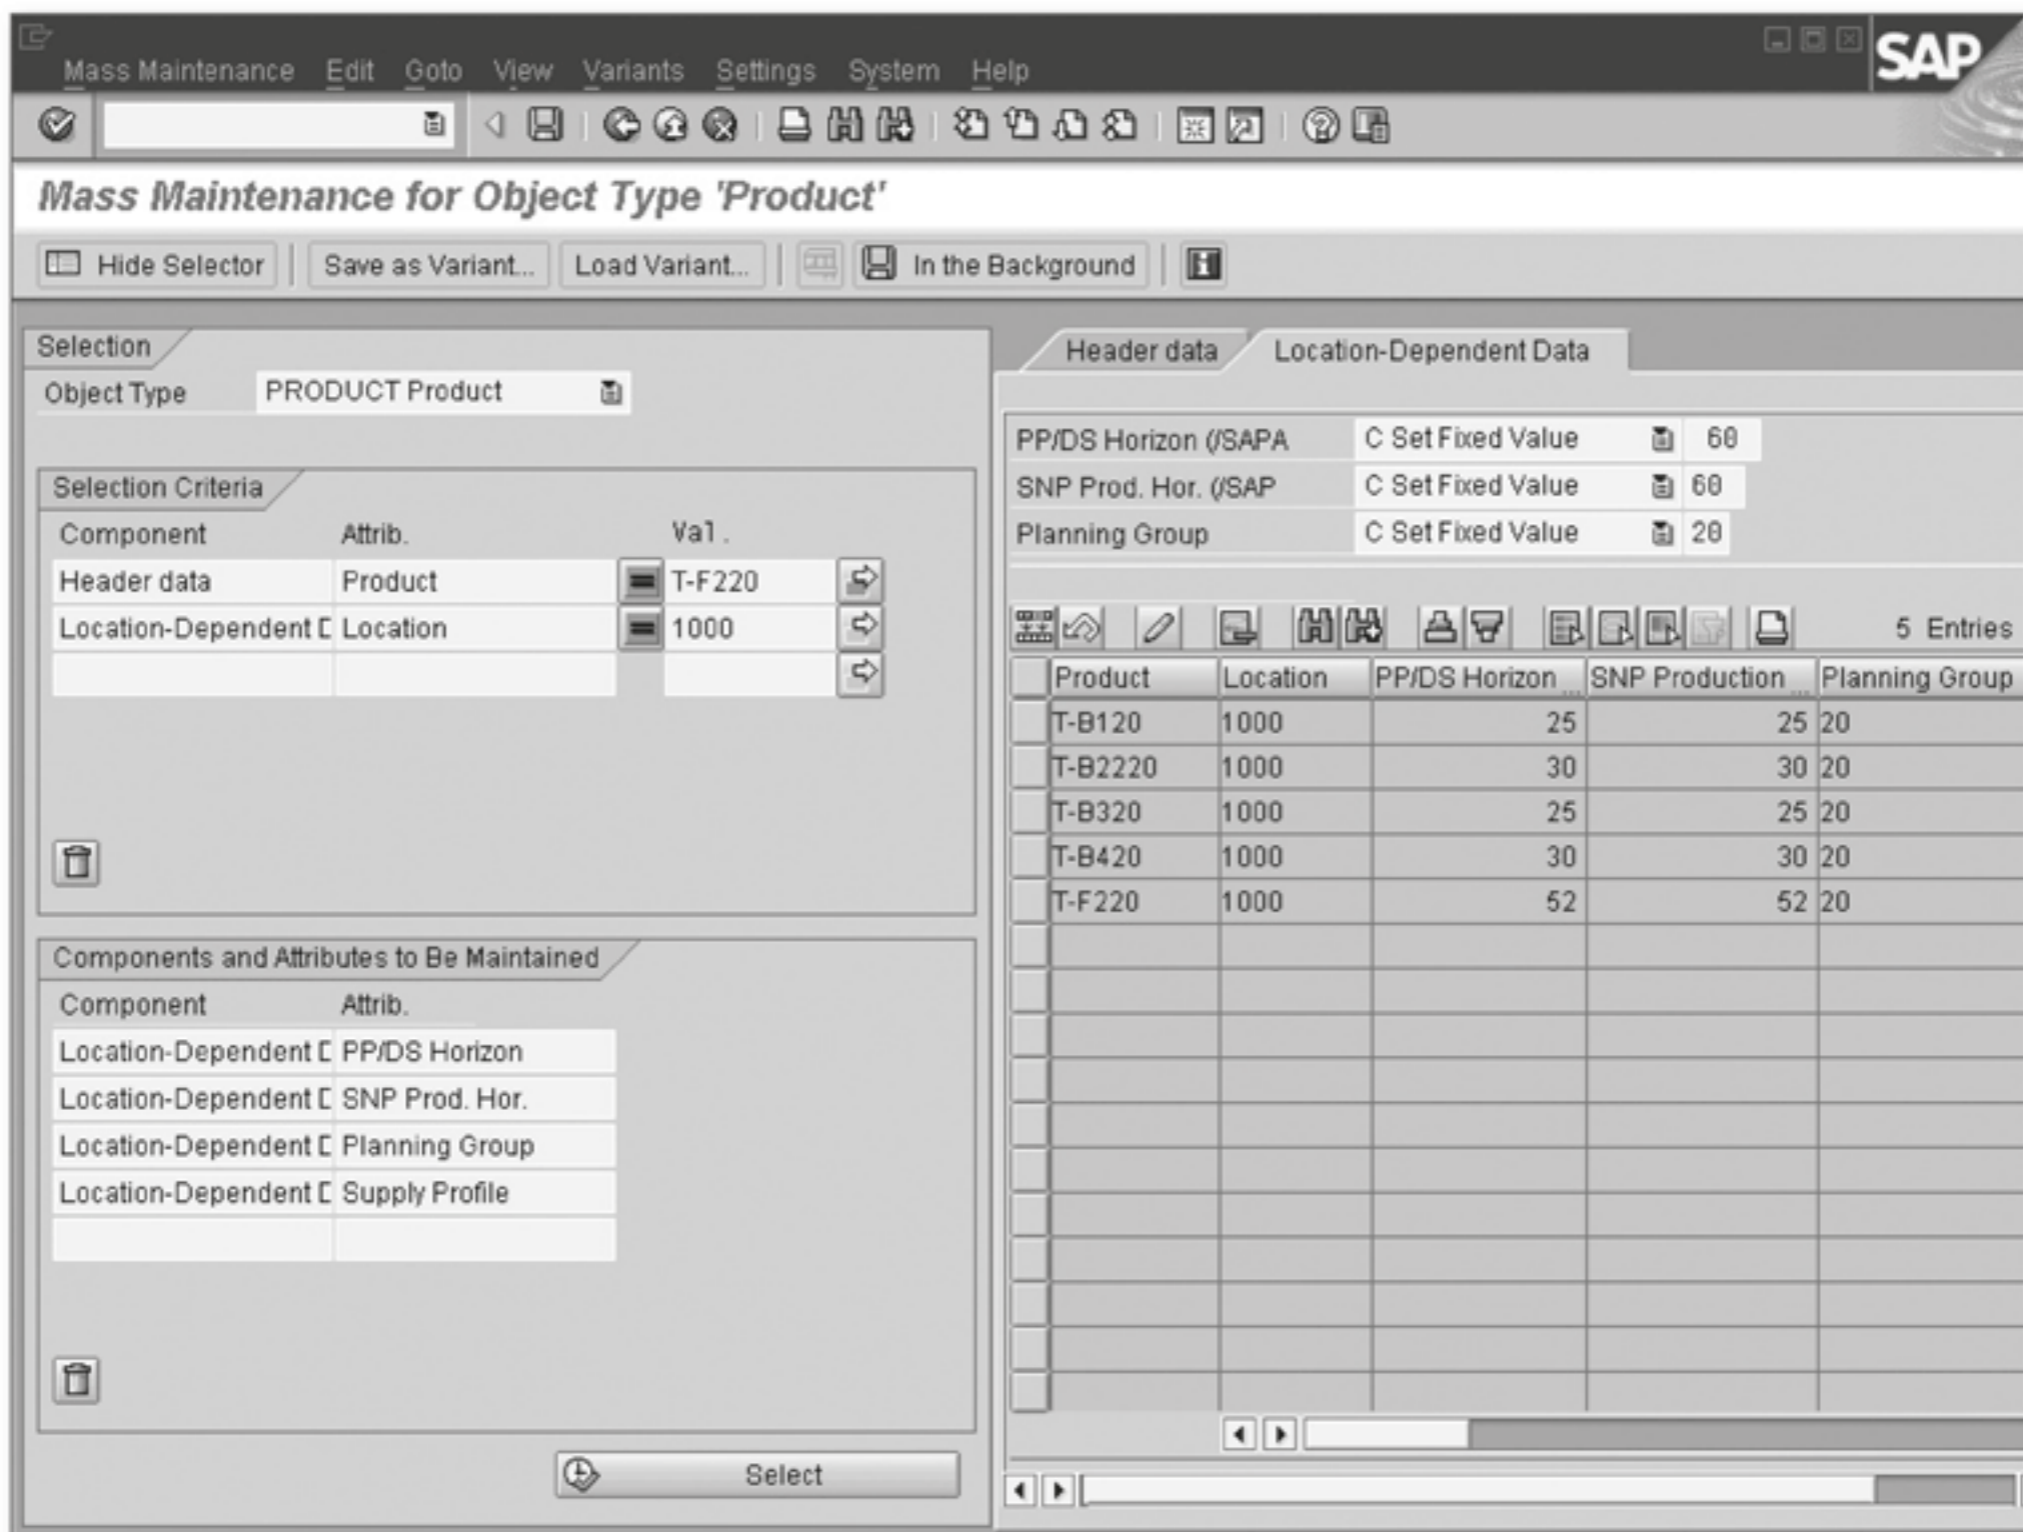 Mass Maintenance Edit Goto View Variants Settings System Help
SAP
Mass Maintenance for Object Type 'Product'
Hide Selector Save as Variant... Load Variant... In the Background
Selection
Object Type PRODUCT Product
Selection Criteria
Component Attrib. Val.
Header data Product T-F220
Location-Dependent D Location 1000
Components and Attributes to Be Maintained
Component Attrib.
Location-Dependent D PP/DS Horizon
Location-Dependent D SNP Prod. Hor.
Location-Dependent D Planning Group
Location-Dependent D Supply Profile
Select
Header data Location-Dependent Data
PP/DS Horizon (/SAPA C Set Fixed Value 60
SNP Prod. Hor. (/SAP C Set Fixed Value 60
Planning Group C Set Fixed Value 20
5 Entries
Product Location PP/DS Horizon ... SNP Production ... Planning Group
T-B120 1000 25 25 20
T-B2220 1000 30 30 20
T-B320 1000 25 25 20
T-B420 1000 30 30 20
T-F220 1000 52 52 20